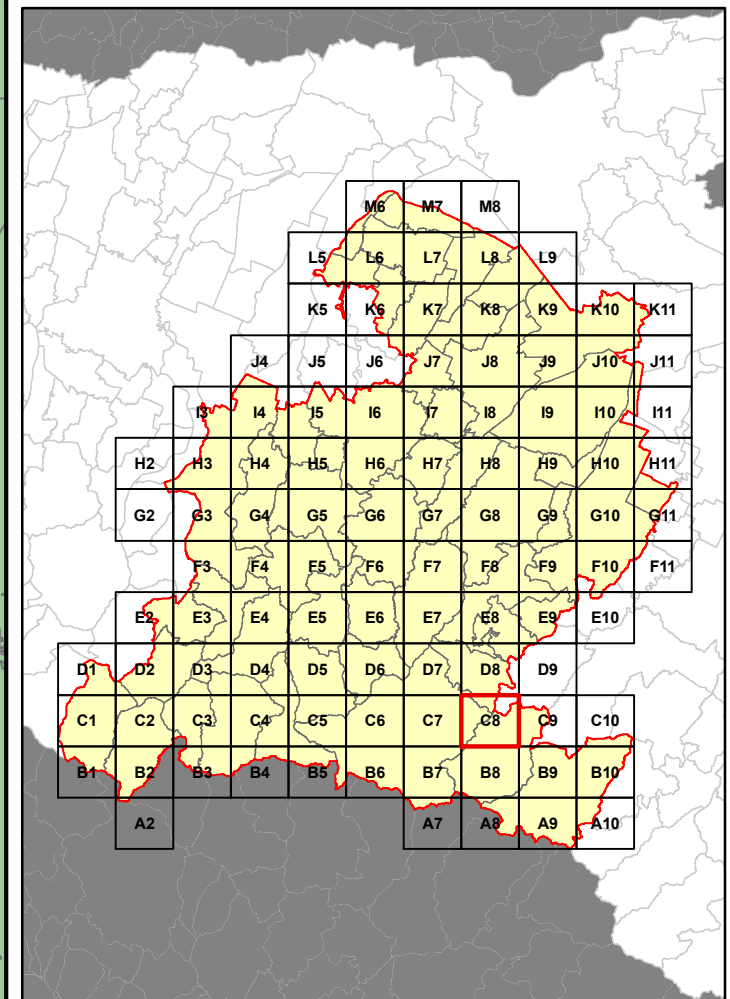 M6 M7 M8
L5 L6 L7 L8 L9
K5 K6 K7 K8 K9 K10 K11
J4 J5 J6 J7 J8 J9 J10 J11
I3 I4 I5 I6 I7 I8 I9 I10 I11
H2 H3 H4 H5 H6 H7 H8 H9 H10 H11
G2 G3 G4 G5 G6 G7 G8 G9 G10 G11
F3 F4 F5 F6 F7 F8 F9 F10 F11
E2 E3 E4 E5 E6 E7 E8 E9 E10
D1 D2 D3 D4 D5 D6 D7 D8 D9
C1 C2 C3 C4 C5 C6 C7 C8 C9 C10
B1 B2 B3 B4 B5 B6 B7 B8 B9 B10
A2 A7 A8 A9 A10